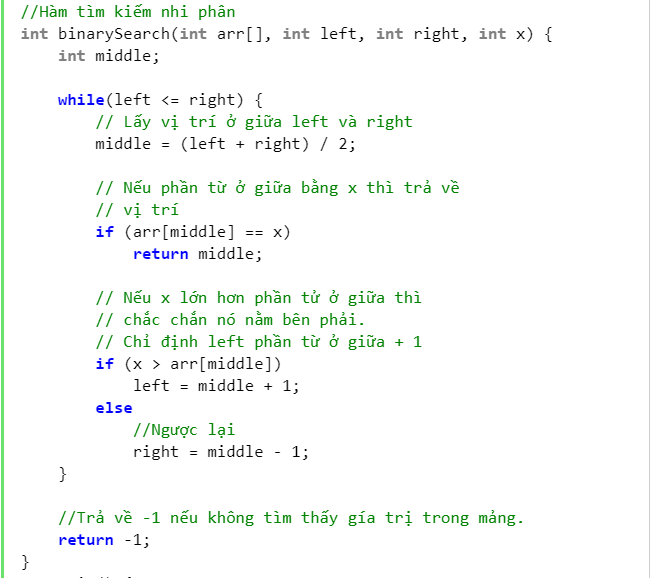 //Hàm tìm kiếm nhi phân
int binarySearch(int arr[], int left, int right, int x) {
int middle;
while(left <= right) {
// Lấy vị trí ở giữa left và right
middle = (left + right) / 2;
// Nếu phần từ ở giữa bằng x thì trả về
// vị trí
if (arr[middle] == x)
return middle;
// Nếu x lớn hơn phần tử ở giữa thì
// chắc chắn nó nằm bên phải.
// Chỉ định left phần từ ở giữa + 1
if (x > arr[middle])
left = middle + 1;
else
//Ngược lại
right = middle - 1;
}
//Trả về -1 nếu không tìm thấy gía trị trong mảng.
return -1;
}